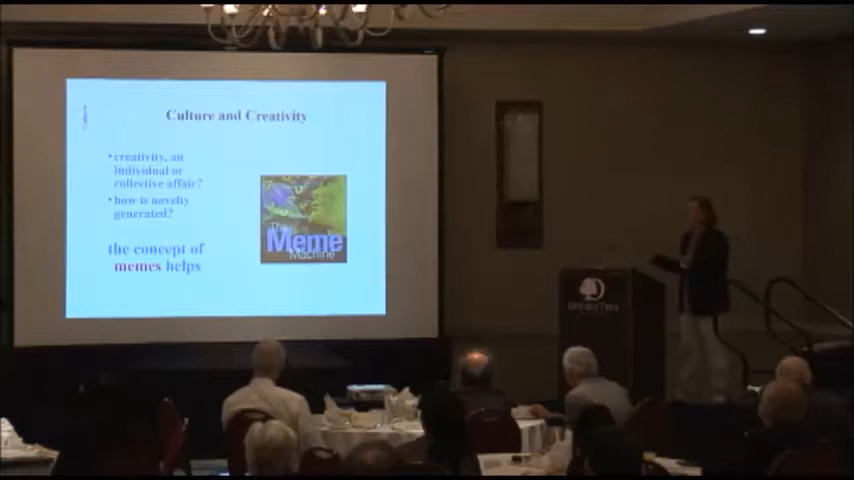 Culture and Creativity
• creativity, an
individual or
collective affair?
• how is novelty
generated?
the concept of
memes helps
The
Meme
Machine
DOUBLETREE